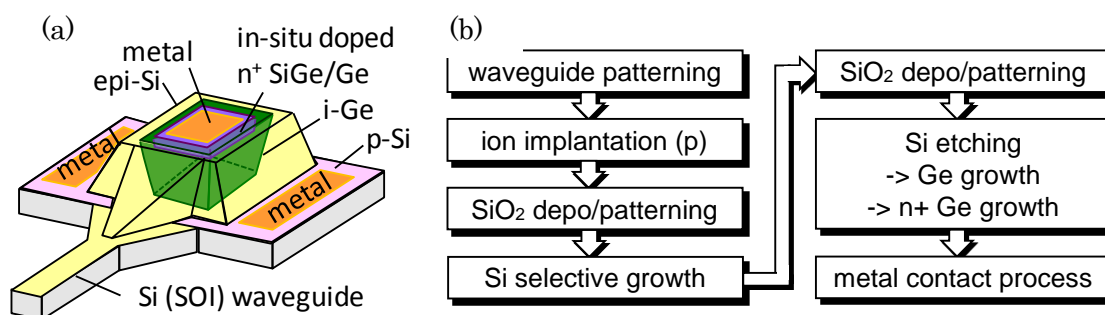 (a)
metal
epi-Si
in-situ doped
n⁺ SiGe/Ge
i-Ge
p-Si
metal
metal
Si (SOI) waveguide
(b)
waveguide patterning
ion implantation (p)
SiO₂ depo/patterning
Si selective growth
SiO₂ depo/patterning
Si etching
-> Ge growth
-> n+ Ge growth
metal contact process